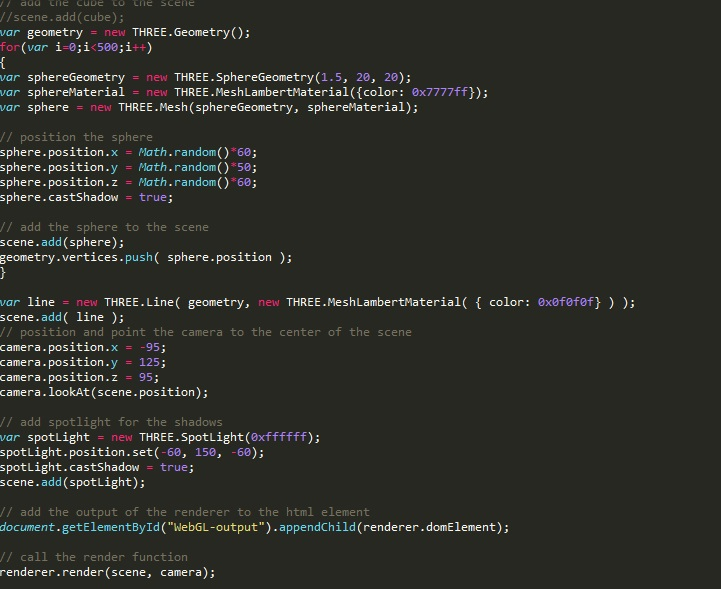 // add the cube to the scene
//scene.add(cube);
var geometry = new THREE.Geometry();
for(var i=0;i<500;i++)
{
var sphereGeometry = new THREE.SphereGeometry(1.5, 20, 20);
var sphereMaterial = new THREE.MeshLambertMaterial({color: 0x7777ff});
var sphere = new THREE.Mesh(sphereGeometry, sphereMaterial);
// position the sphere
sphere.position.x = Math.random()*60;
sphere.position.y = Math.random()*50;
sphere.position.z = Math.random()*60;
sphere.castShadow = true;
// add the sphere to the scene
scene.add(sphere);
geometry.vertices.push( sphere.position );
}
var line = new THREE.Line( geometry, new THREE.MeshLambertMaterial( { color: 0x0f0f0f} ) );
scene.add( line );
// position and point the camera to the center of the scene
camera.position.x = -95;
camera.position.y = 125;
camera.position.z = 95;
camera.lookAt(scene.position);
// add spotlight for the shadows
var spotLight = new THREE.SpotLight(0xffffff);
spotLight.position.set(-60, 150, -60);
spotLight.castShadow = true;
scene.add(spotLight);
// add the output of the renderer to the html element
document.getElementById("WebGL-output").appendChild(renderer.domElement);
// call the render function
renderer.render(scene, camera);